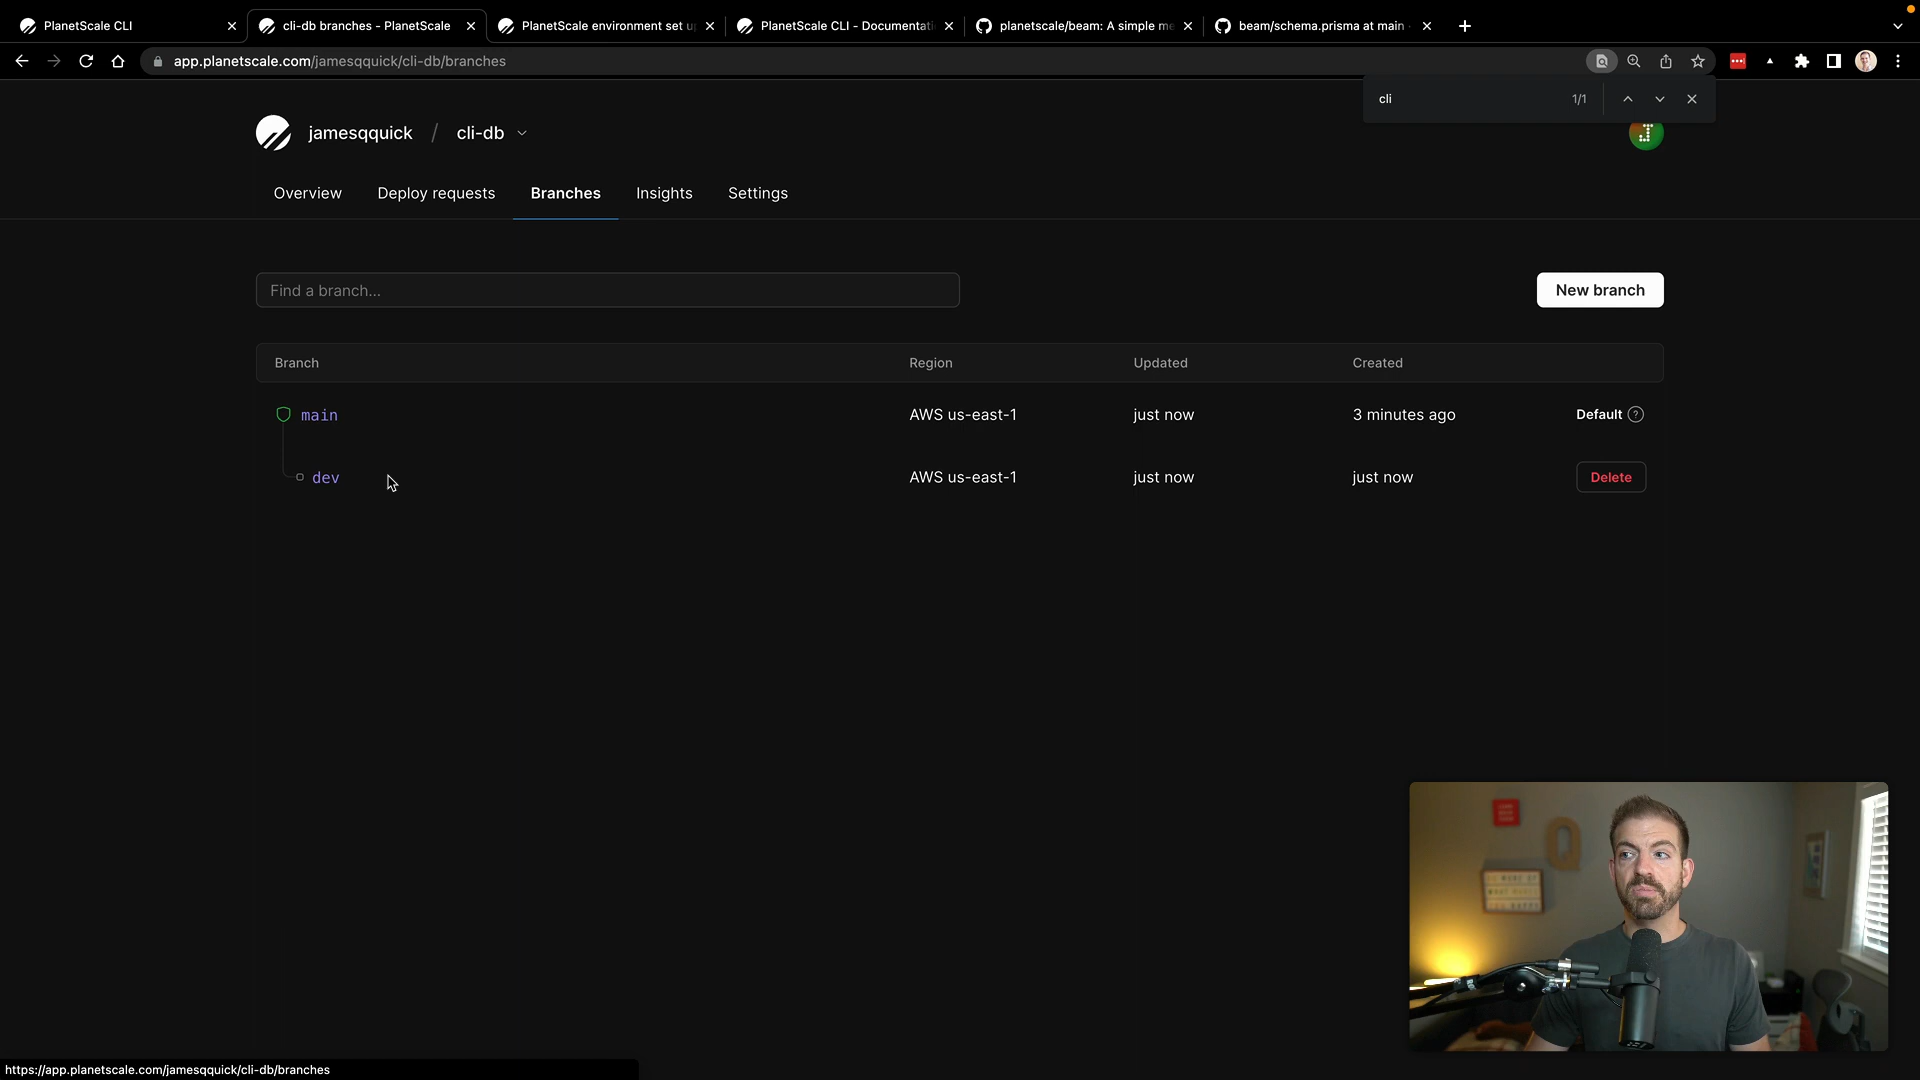 PlanetScale CLI
cli-db branches - PlanetScale
PlanetScale environment set u
PlanetScale CLI - Documentati
planetscale/beam: A simple me
beam/schema.prisma at main
app.planetscale.com/jamesqquick/cli-db/branches
cli
1/1
jamesqquick / cli-db
Overview
Deploy requests
Branches
Insights
Settings
Find a branch...
New branch
Branch Region Updated Created
main AWS us-east-1 just now 3 minutes ago Default ?
dev AWS us-east-1 just now just now Delete
https://app.planetscale.com/jamesqquick/cli-db/branches